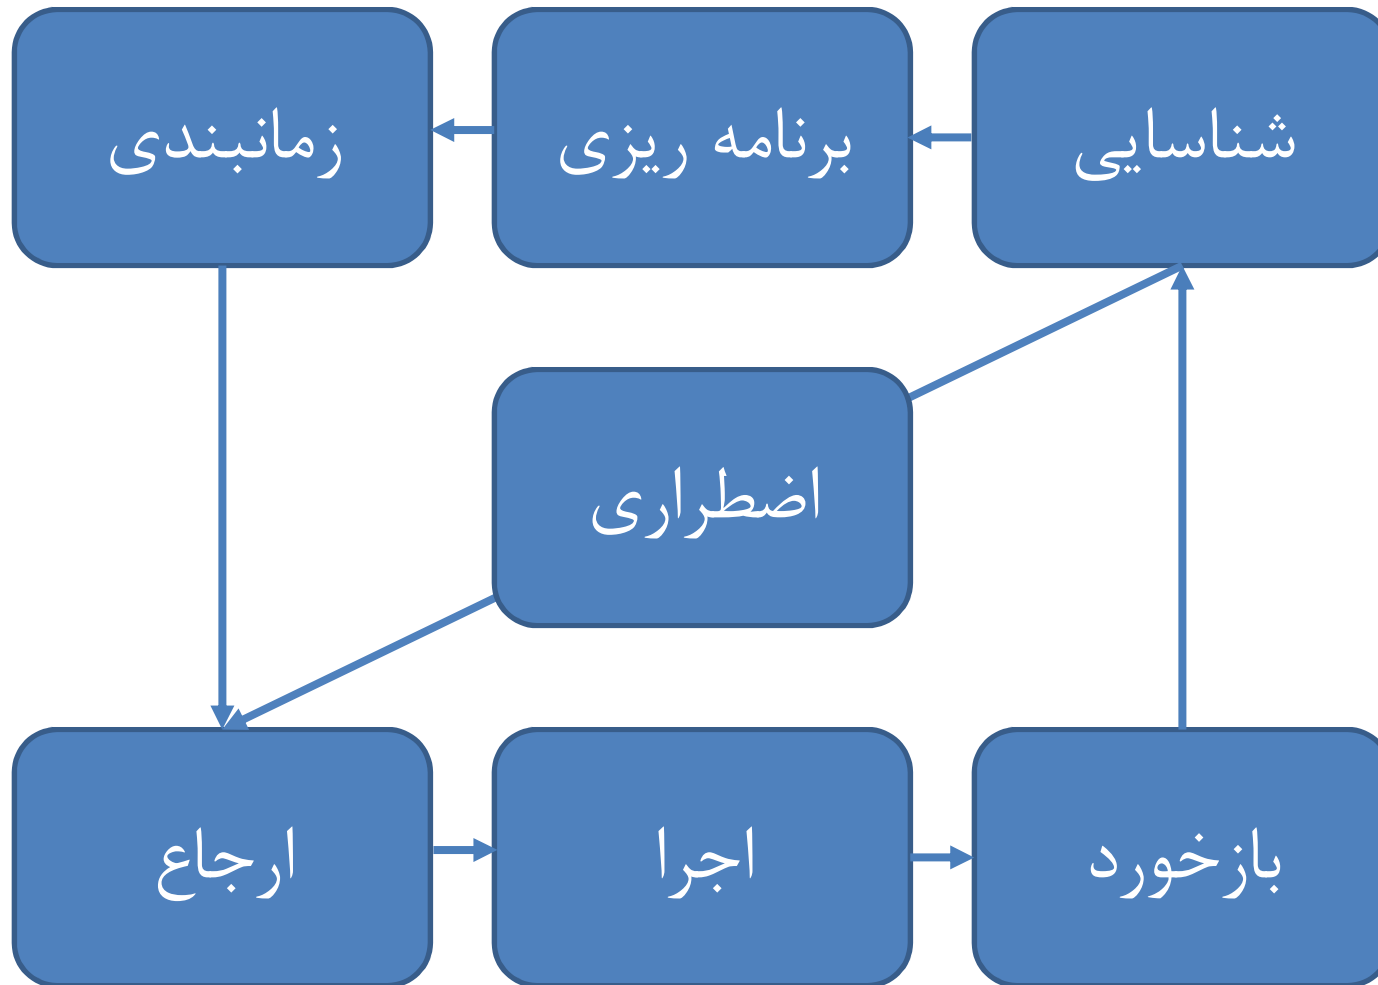 شناسایی
برنامه ریزی
زمانبندی
اضطراری
ارجاع
اجرا
بازخورد